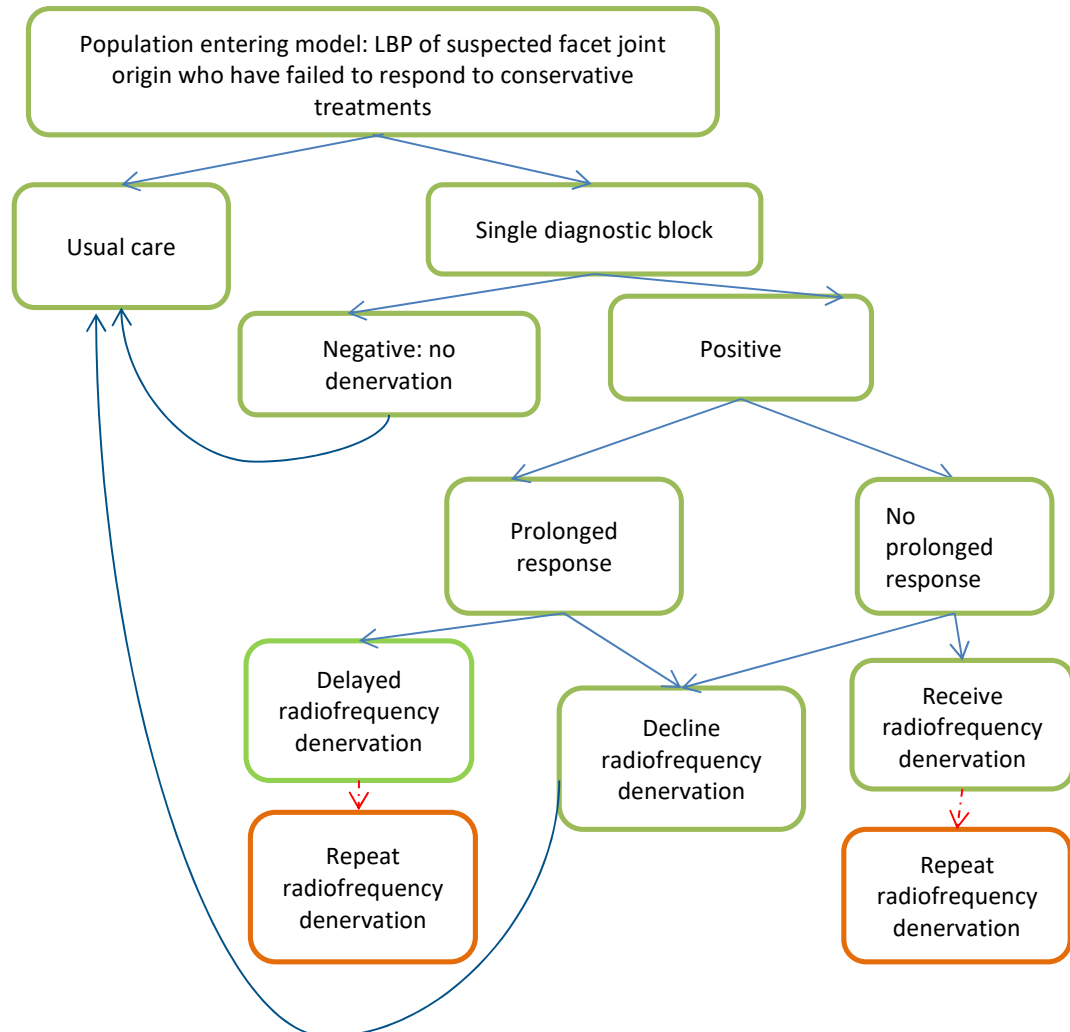 Population entering model: LBP of suspected facet joint
origin who have failed to respond to conservative
treatments
Usual care
Single diagnostic block
Negative: no
denervation
Positive
Prolonged
response
No
prolonged
response
Delayed
radiofrequency
denervation
Decline
radiofrequency
denervation
Receive
radiofrequency
denervation
Repeat
radiofrequency
denervation
Repeat
radiofrequency
denervation